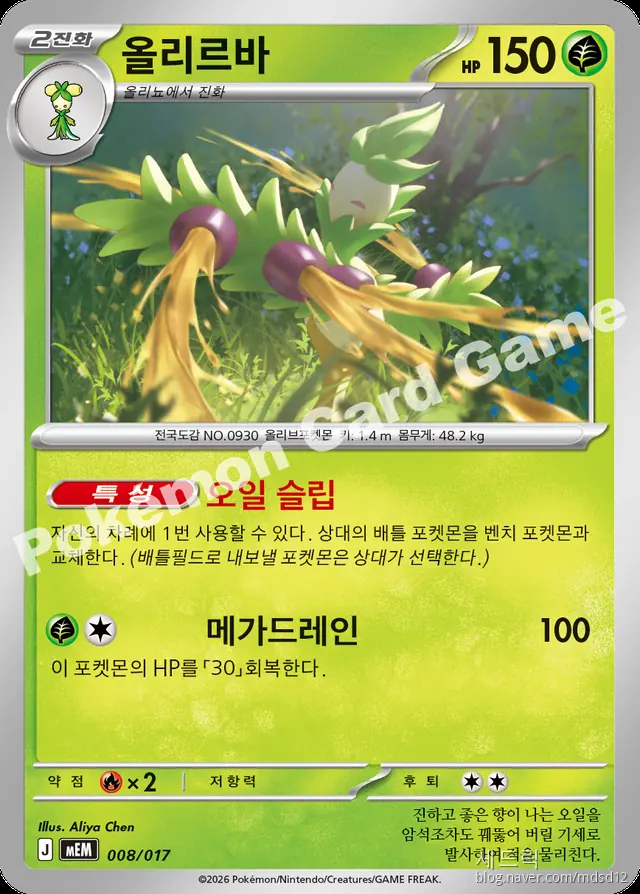 2진화
올리르바
HP 150
올리뇨에서 진화
전국도감 NO.0930 올리브포켓몬 키: 1.4 m 몸무게: 48.2 kg
특성 오일 슬립
자신의 차례에 1번 사용할 수 있다. 상대의 배틀 포켓몬을 벤치 포켓몬과
교체한다. (배틀필드로 내보낼 포켓몬은 상대가 선택한다.)
메가드레인 100
이 포켓몬의 HP를 「30」회복한다.
약점 ×2 저항력 후퇴
진하고 좋은 향이 나는 오일을
암석조차도 꿰뚫어 버릴 기세로
발사하여 적을 물리친다.
Illus. Aliya Chen
J mEM 008/017
©2026 Pokémon/Nintendo/Creatures/GAME FREAK.
Pokémon Card Game
blog.naver.com/mdsd12